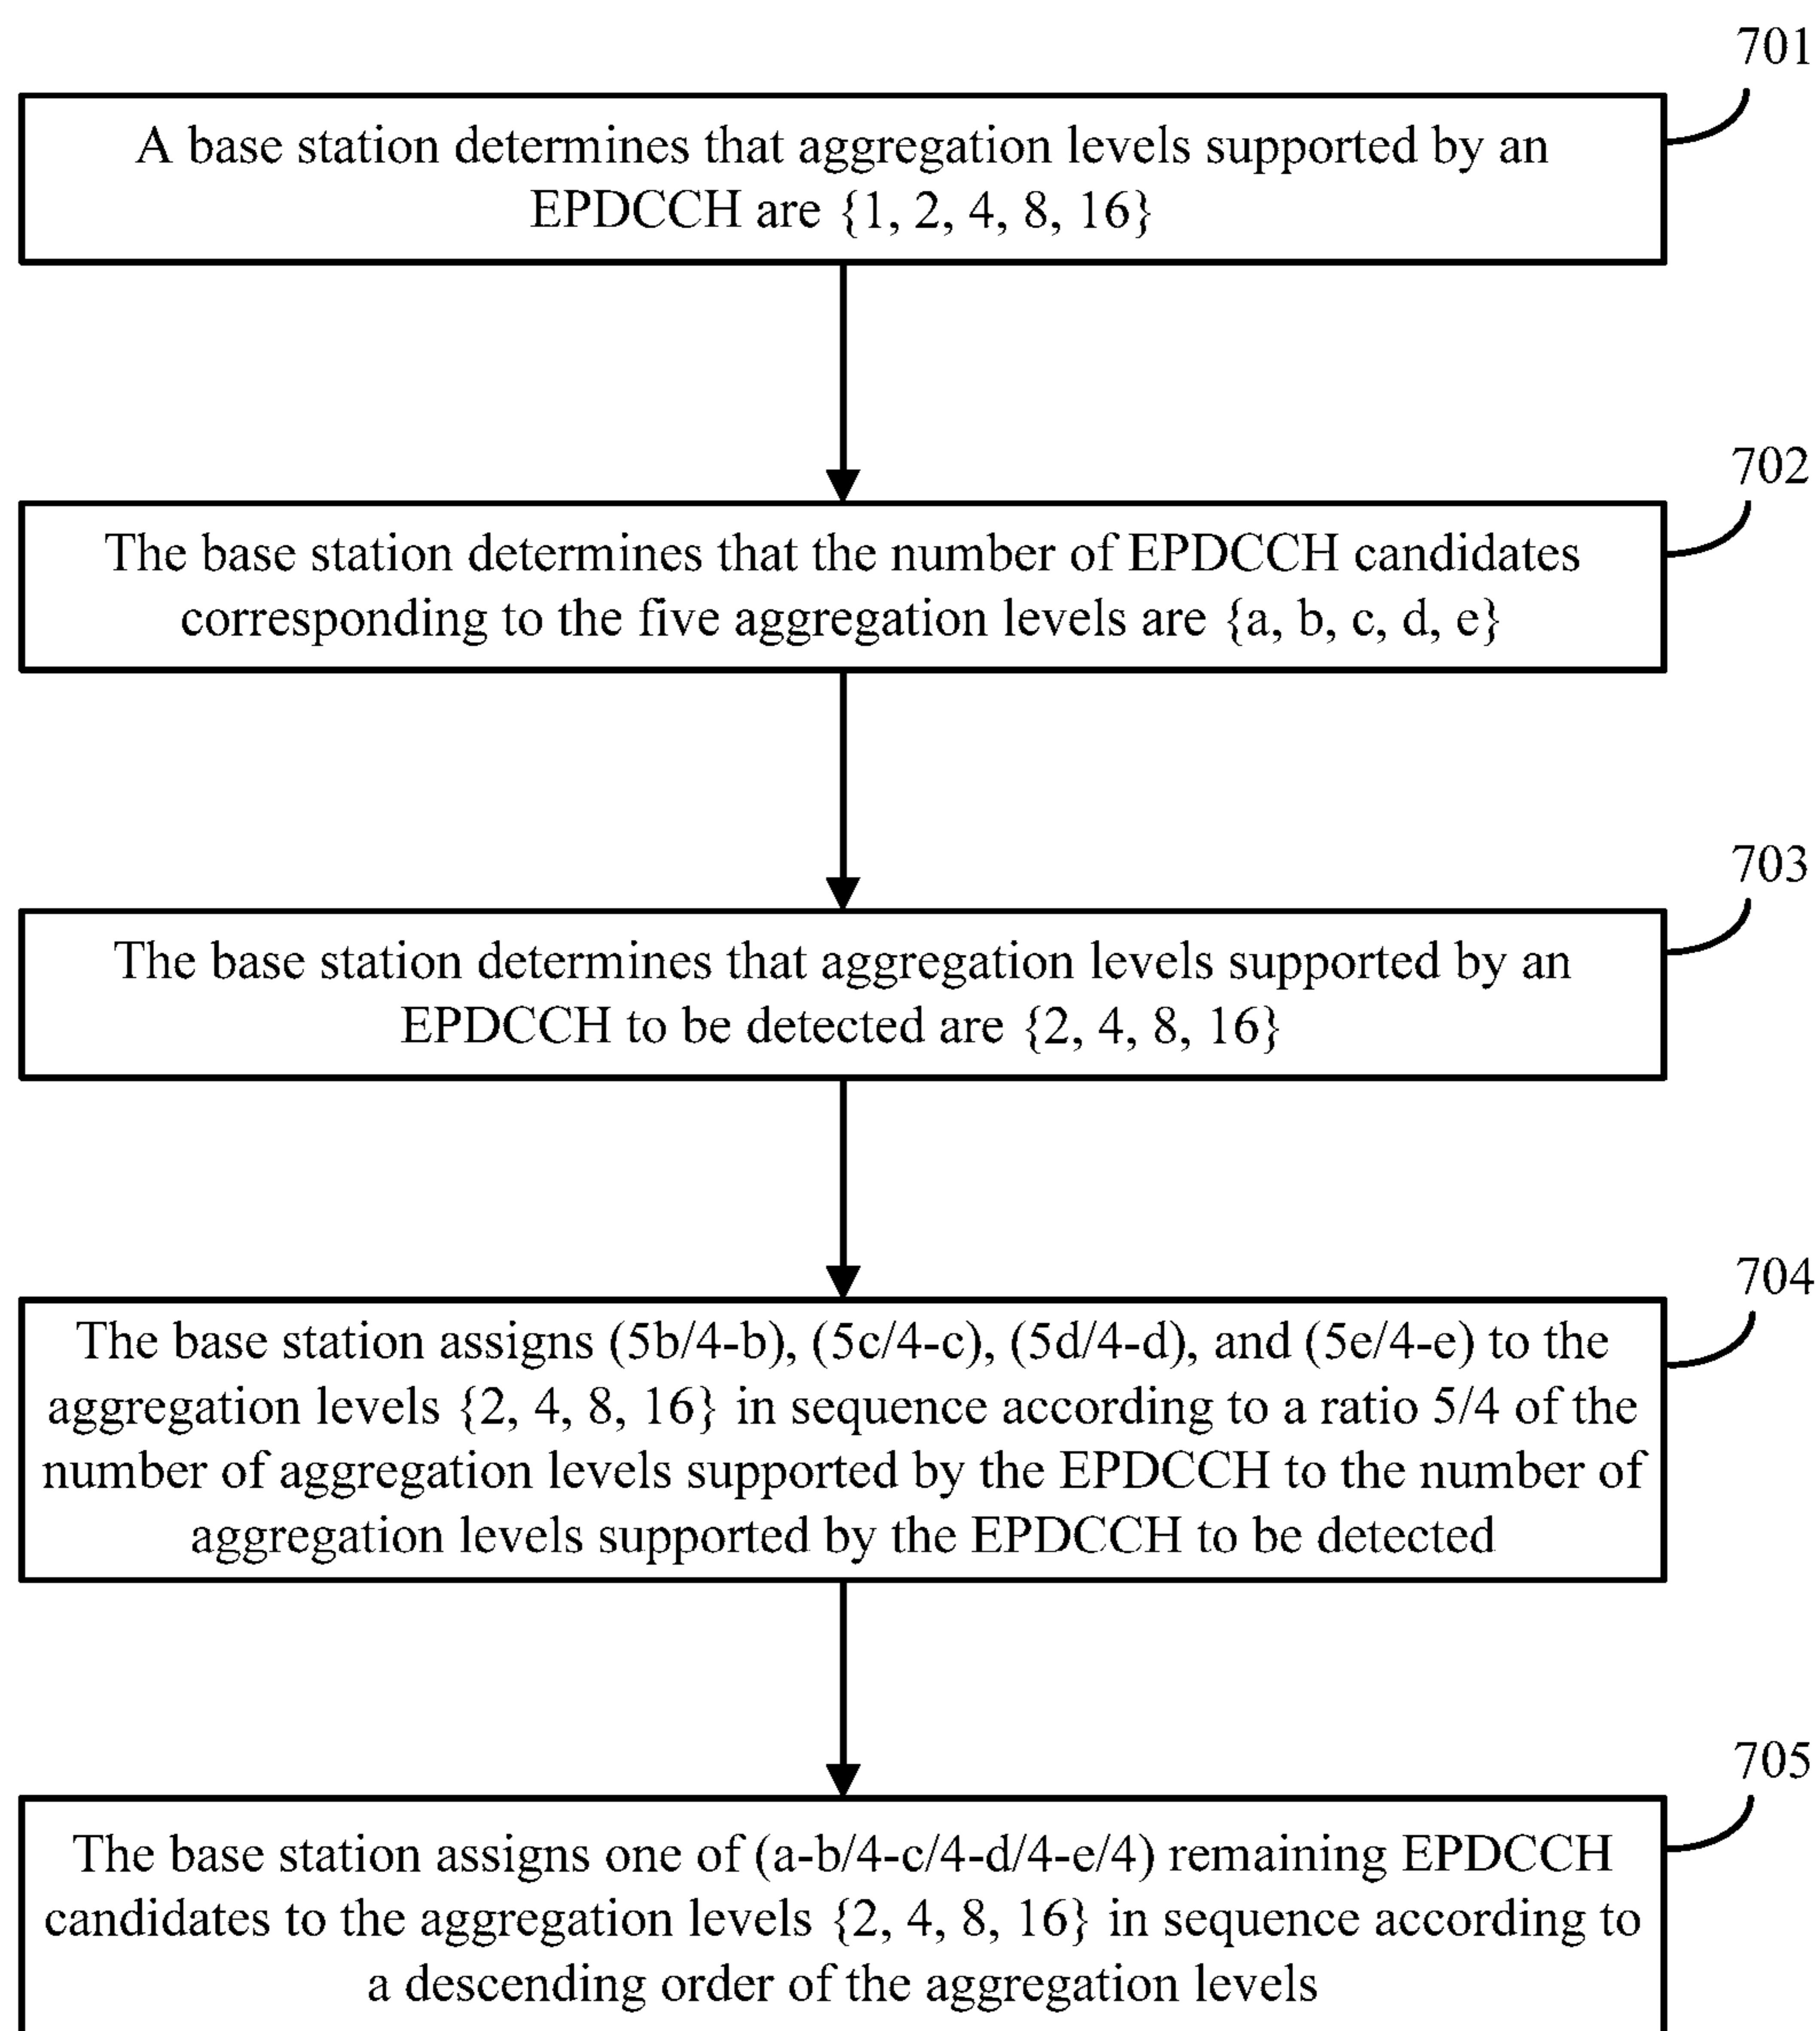 701
A base station determines that aggregation levels supported by an
EPDCCH are {1, 2, 4, 8, 16}
702
The base station determines that the number of EPDCCH candidates
corresponding to the five aggregation levels are {a, b, c, d, e}
703
The base station determines that aggregation levels supported by an
EPDCCH to be detected are {2, 4, 8, 16}
704
The base station assigns (5b/4-b), (5c/4-c), (5d/4-d), and (5e/4-e) to the
aggregation levels {2, 4, 8, 16} in sequence according to a ratio 5/4 of the
number of aggregation levels supported by the EPDCCH to the number of
aggregation levels supported by the EPDCCH to be detected
705
The base station assigns one of (a-b/4-c/4-d/4-e/4) remaining EPDCCH
candidates to the aggregation levels {2, 4, 8, 16} in sequence according to
a descending order of the aggregation levels